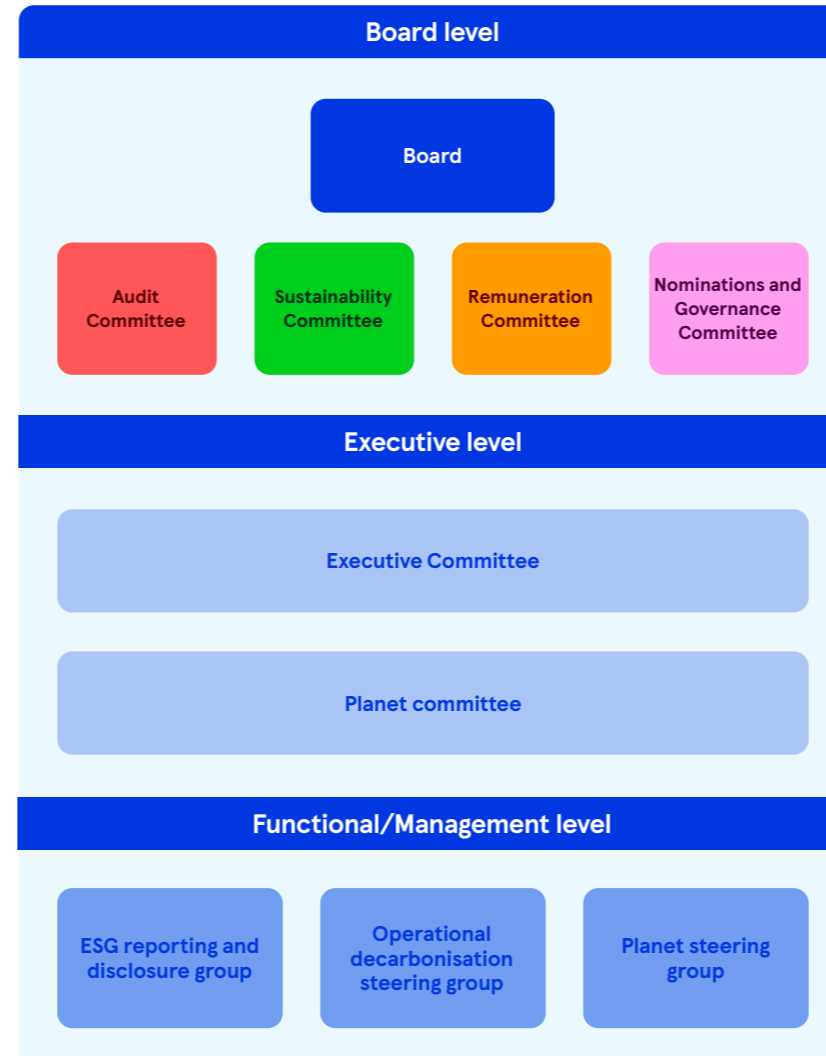 Board level
Board
Audit
Committee
Sustainability
Committee
Remuneration
Committee
Nominations and
Governance
Committee
Executive level
Executive Committee
Planet committee
Functional/Management level
ESG reporting and
disclosure group
Operational
decarbonisation
steering group
Planet steering
group